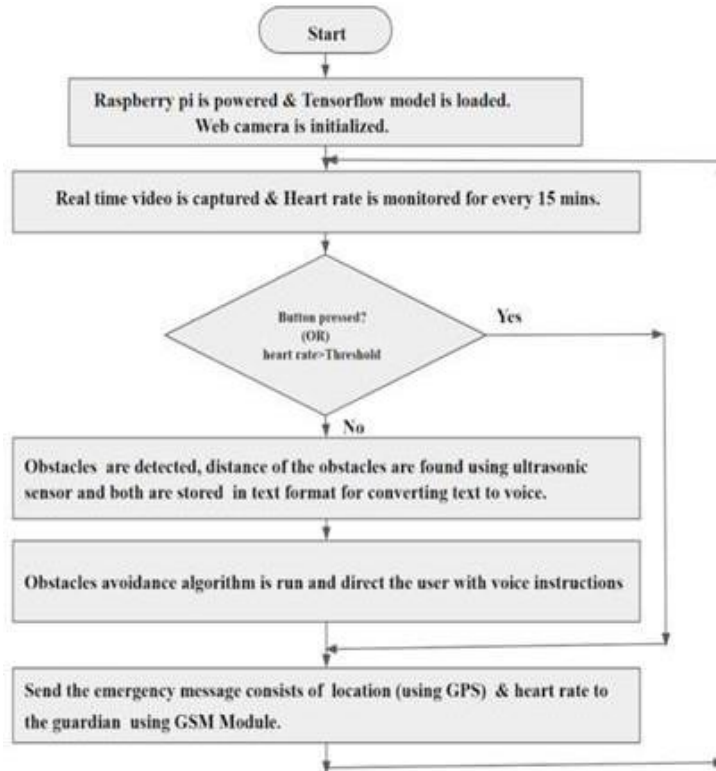 Start
Raspberry pi is powered & Tensorflow model is loaded.
Web camera is initialized.
Real time video is captured & Heart rate is monitored for every 15 mins.
Button pressed?
(OR)
heart rate>Threshold
Yes
No
Obstacles are detected, distance of the obstacles are found using ultrasonic
sensor and both are stored in text format for converting text to voice.
Obstacles avoidance algorithm is run and direct the user with voice instructions
Send the emergency message consists of location (using GPS) & heart rate to
the guardian using GSM Module.